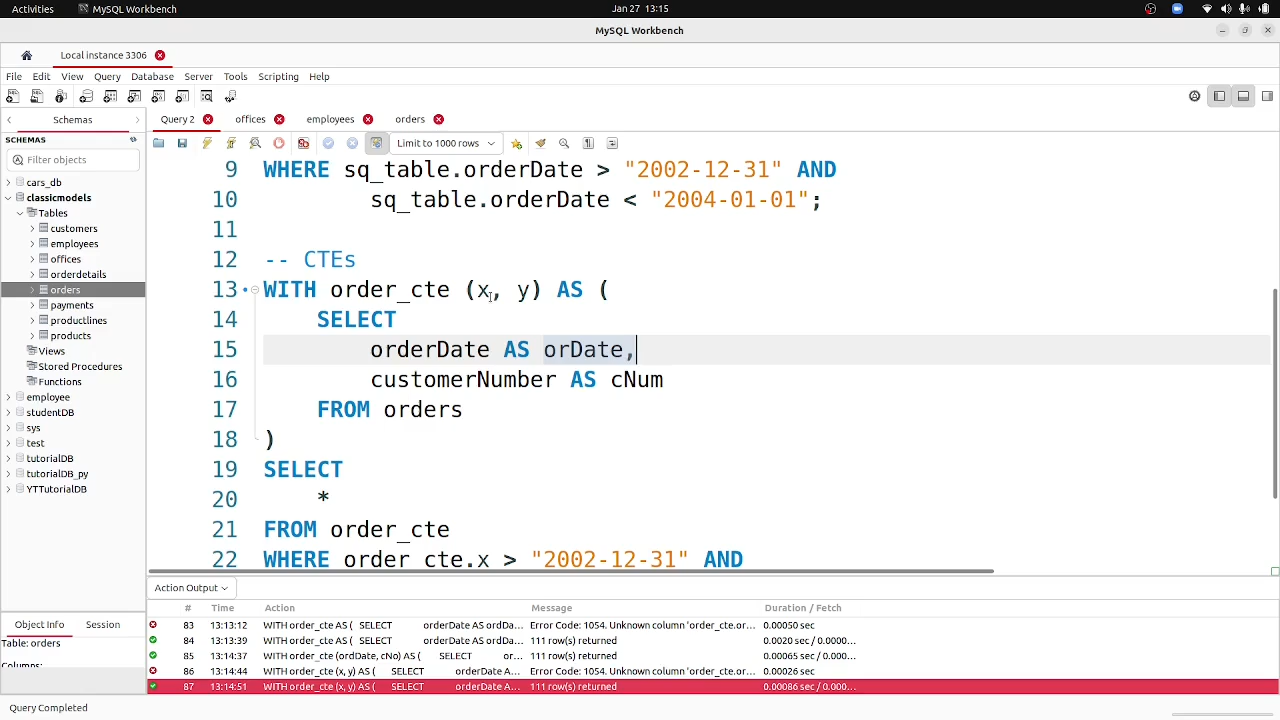 Activities MySQL Workbench Jan 27 13:15
MySQL Workbench
Local instance 3306
File Edit View Query Database Server Tools Scripting Help
Schemas
Query 2 offices employees orders
SCHEMAS
Filter objects
Limit to 1000 rows
cars_db
classicmodels
Tables
customers
employees
offices
orderdetails
orders
payments
productlines
products
Views
Stored Procedures
Functions
employee
studentDB
sys
test
tutorialDB
tutorialDB_py
YTTutorialDB
9 WHERE sq_table.orderDate > "2002-12-31" AND
10 sq_table.orderDate < "2004-01-01";
11
12 -- CTEs
13 WITH order_cte (x, y) AS (
14 SELECT
15 orderDate AS orDate,
16 customerNumber AS cNum
17 FROM orders
18 )
19 SELECT
20 *
21 FROM order_cte
22 WHERE order_cte.x > "2002-12-31" AND
Action Output
# Time Action Message Duration / Fetch
83 13:13:12 WITH order_cte AS ( SELECT orderDate AS ordDa... Error Code: 1054. Unknown column 'order_cte.or... 0.00050 sec
84 13:13:39 WITH order_cte AS ( SELECT orderDate AS ordDa... 111 row(s) returned 0.0020 sec / 0.0000...
85 13:14:37 WITH order_cte (ordDate, cNo) AS ( SELECT or... 111 row(s) returned 0.00065 sec / 0.000...
86 13:14:44 WITH order_cte (x, y) AS ( SELECT orderDate A... Error Code: 1054. Unknown column 'order_cte.or... 0.00026 sec
87 13:14:51 WITH order_cte (x, y) AS ( SELECT orderDate A... 111 row(s) returned 0.00086 sec / 0.000...
Object Info Session
Table: orders
Columns:
Query Completed